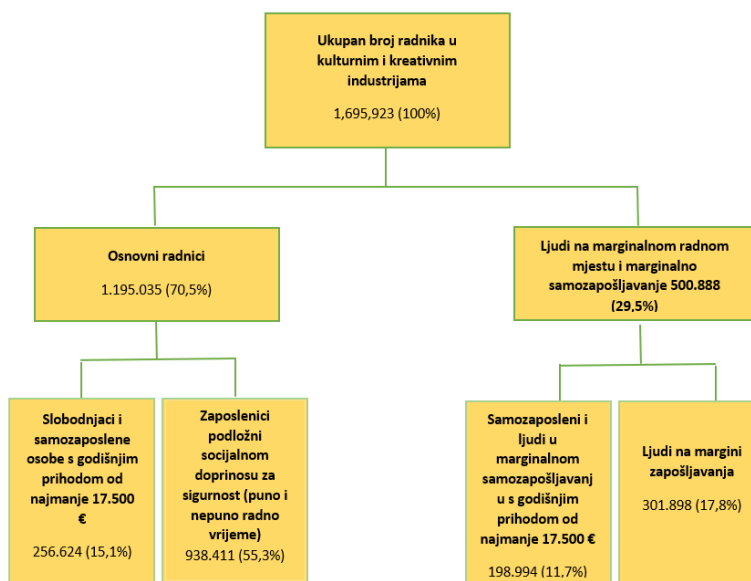 Ukupan broj radnika u
kulturnim i kreativnim
industrijama
1,695,923 (100%)
Osnovni radnici
1.195.035 (70,5%)
Ljudi na marginalnom radnom
mjestu i marginalno
samozapošljavanje 500.888
(29,5%)
Slobodnjaci i
samozaposlene
osobe s godišnjim
prihodom od
najmanje 17.500
€
256.624 (15,1%)
Zaposlenici
podložni
socijalnom
doprinosu za
sigurnost (puno i
nepuno radno
vrijeme)
938.411 (55,3%)
Samozaposleni i
ljudi u
marginalnom
samozapošljavanj
u s godišnjim
prihodom od
najmanje 17.500 €
198.994 (11,7%)
Ljudi na margini
zapošljavanja
301.898 (17,8%)